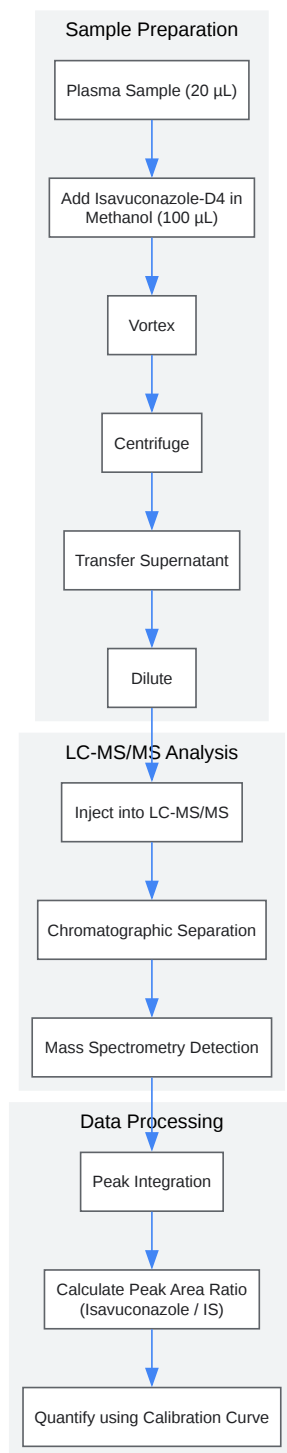 Sample Preparation
Plasma Sample (20 µL)
Add Isavuconazole-D4 in
Methanol (100 µL)
Vortex
Centrifuge
Transfer Supernatant
Dilute
LC-MS/MS Analysis
Inject into LC-MS/MS
Chromatographic Separation
Mass Spectrometry Detection
Data Processing
Peak Integration
Calculate Peak Area Ratio
(Isavuconazole / IS)
Quantify using Calibration Curve